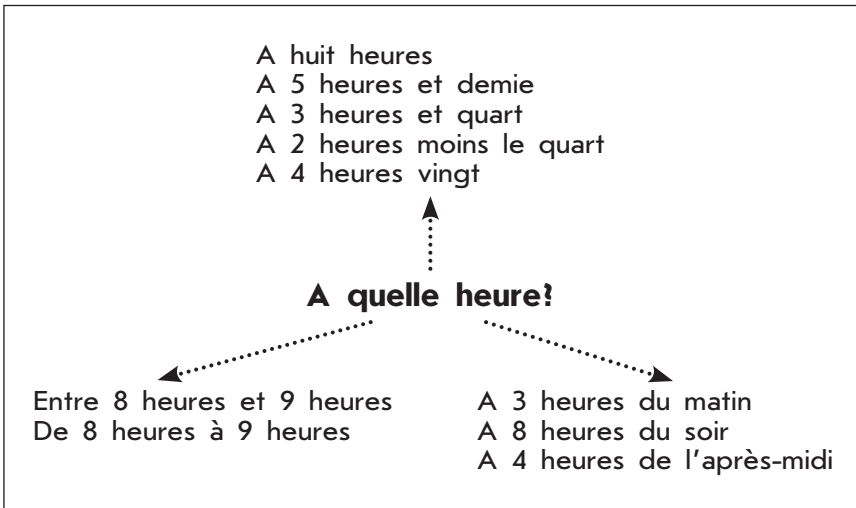 A huit heures
A 5 heures et demie
A 3 heures et quart
A 2 heures moins le quart
A 4 heures vingt
A quelle heure?
Entre 8 heures et 9 heures
De 8 heures à 9 heures
A 3 heures du matin
A 8 heures du soir
A 4 heures de l'après-midi